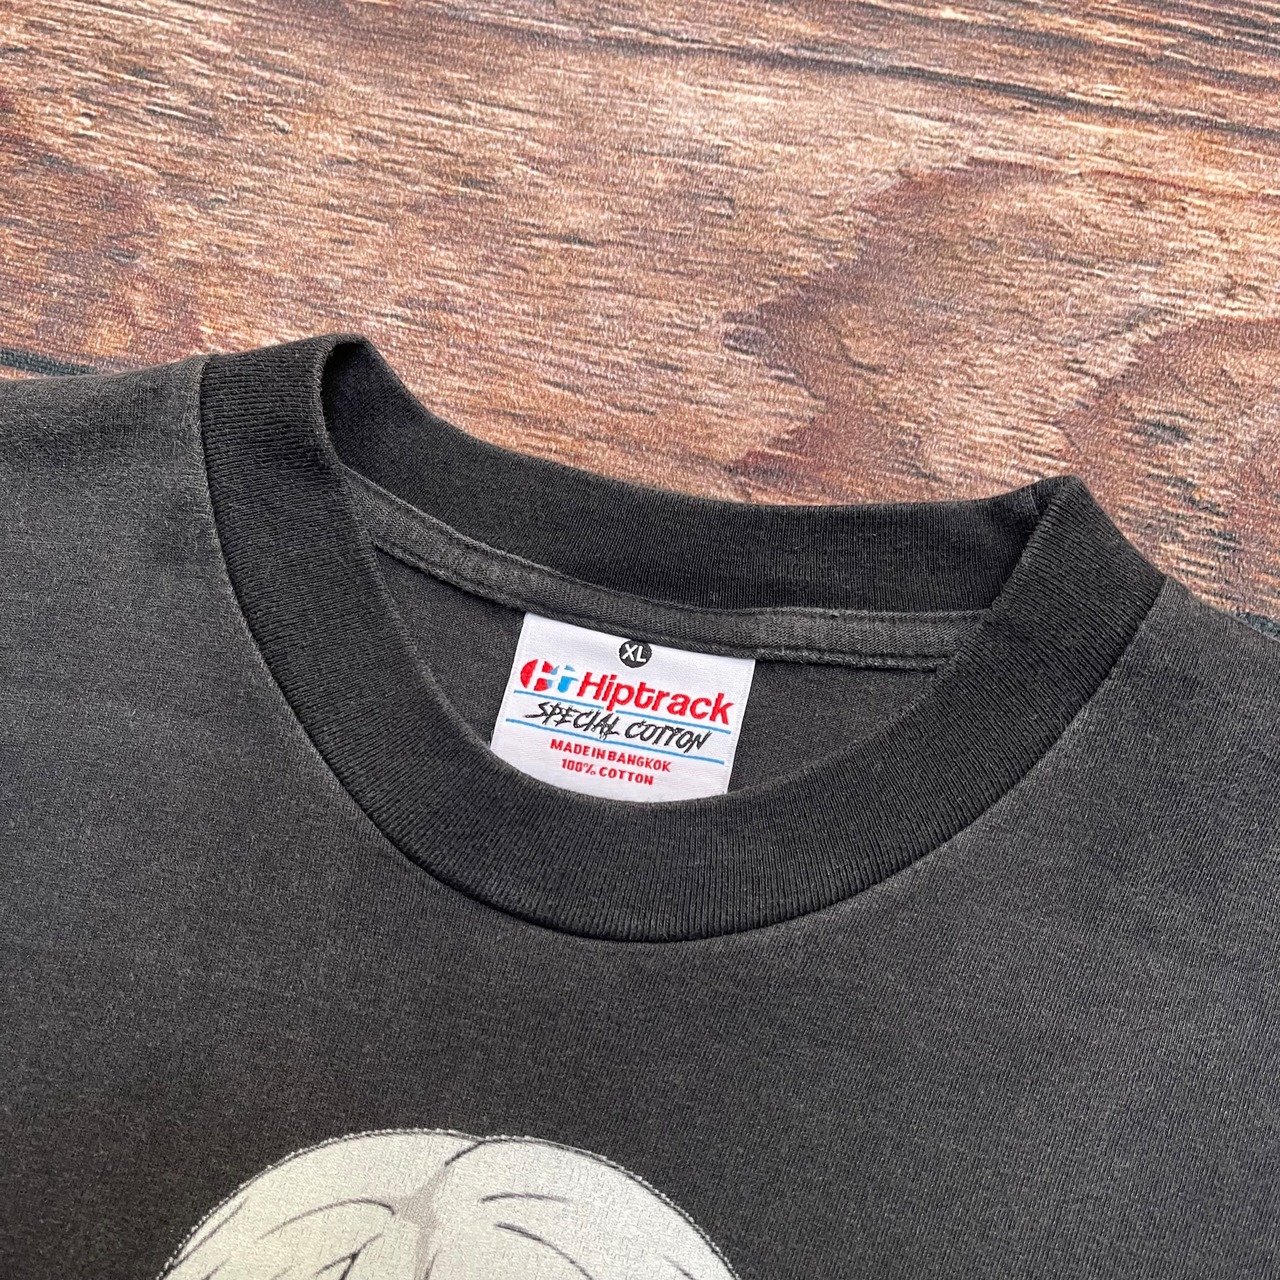 XL
Hiptrack
SPECIAL COTTON
MADE IN BANGKOK
100% COTTON